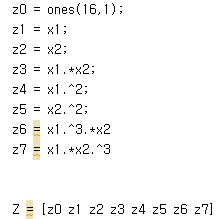 z0 = ones(16,1);
z1 = x1;
z2 = x2;
z3 = x1.*x2;
z4 = x1.^2;
z5 = x2.^2;
z6 = x1.^3.*x2
z7 = x1.*x2.^3
Z = [z0 z1 z2 z3 z4 z5 z6 z7]